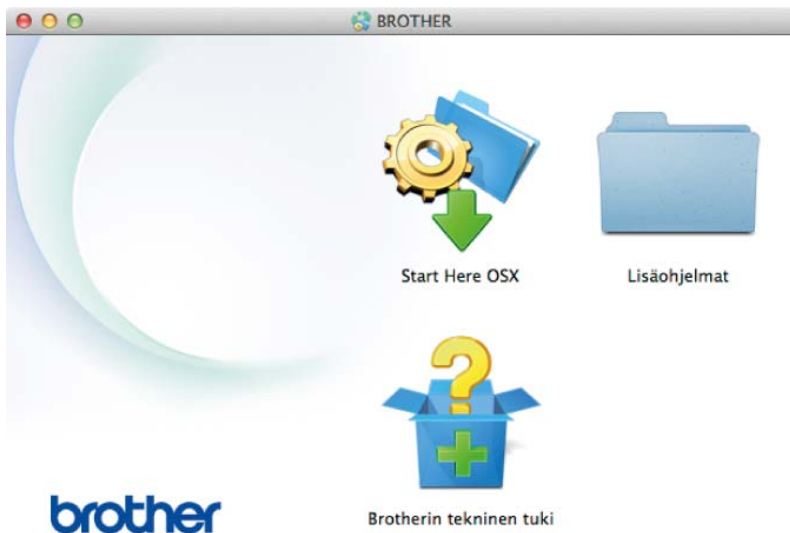 BROTHER
Start Here OSX
Lisäohjelmat
Brotherin tekninen tuki
brother